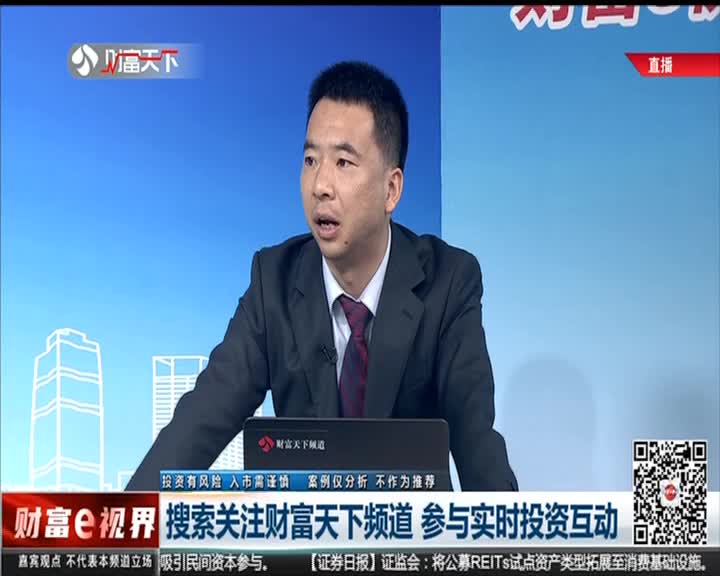 财富e视
财富天下
直播
财富天下频道
投资有风险 入市需谨慎 案例仅分析 不作为推荐
财富e视界
搜索关注财富天下频道 参与实时投资互动
嘉宾观点 不代表本频道立场
吸引民间资本参与。 【证券日报】证监会：将公募REITs试点资产类型拓展至消费基础设施。